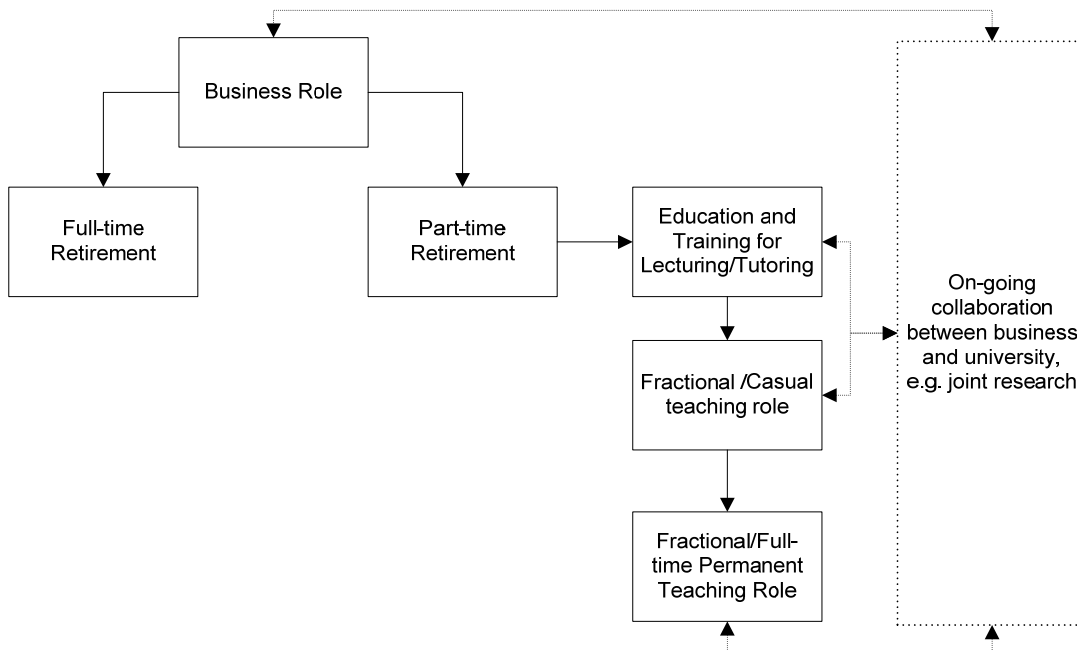 Business Role
Full-time
Retirement
Part-time
Retirement
Education and
Training for
Lecturing/Tutoring
Fractional /Casual
teaching role
Fractional/Full-
time Permanent
Teaching Role
On-going
collaboration
between business
and university,
e.g. joint research